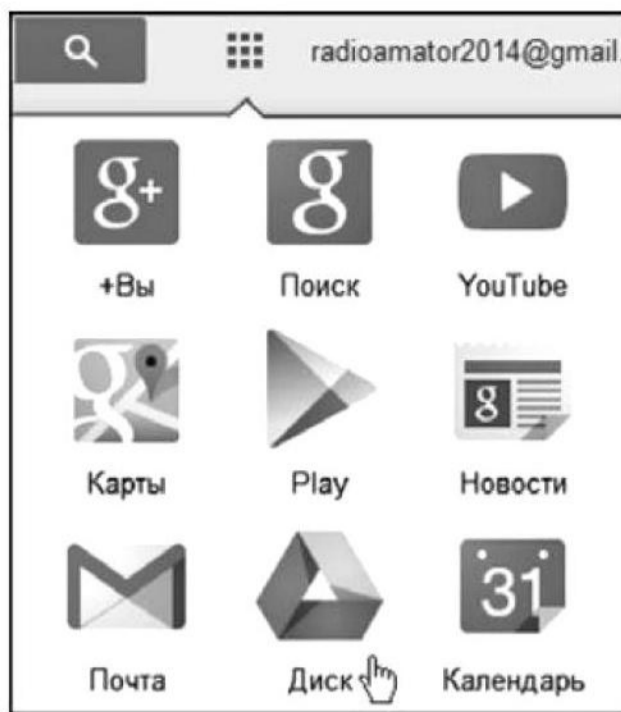 radioamator2014@gmail.
g+ g
+Вы Поиск YouTube
g g
Карты Play Новости
31
Почта Диск Календарь